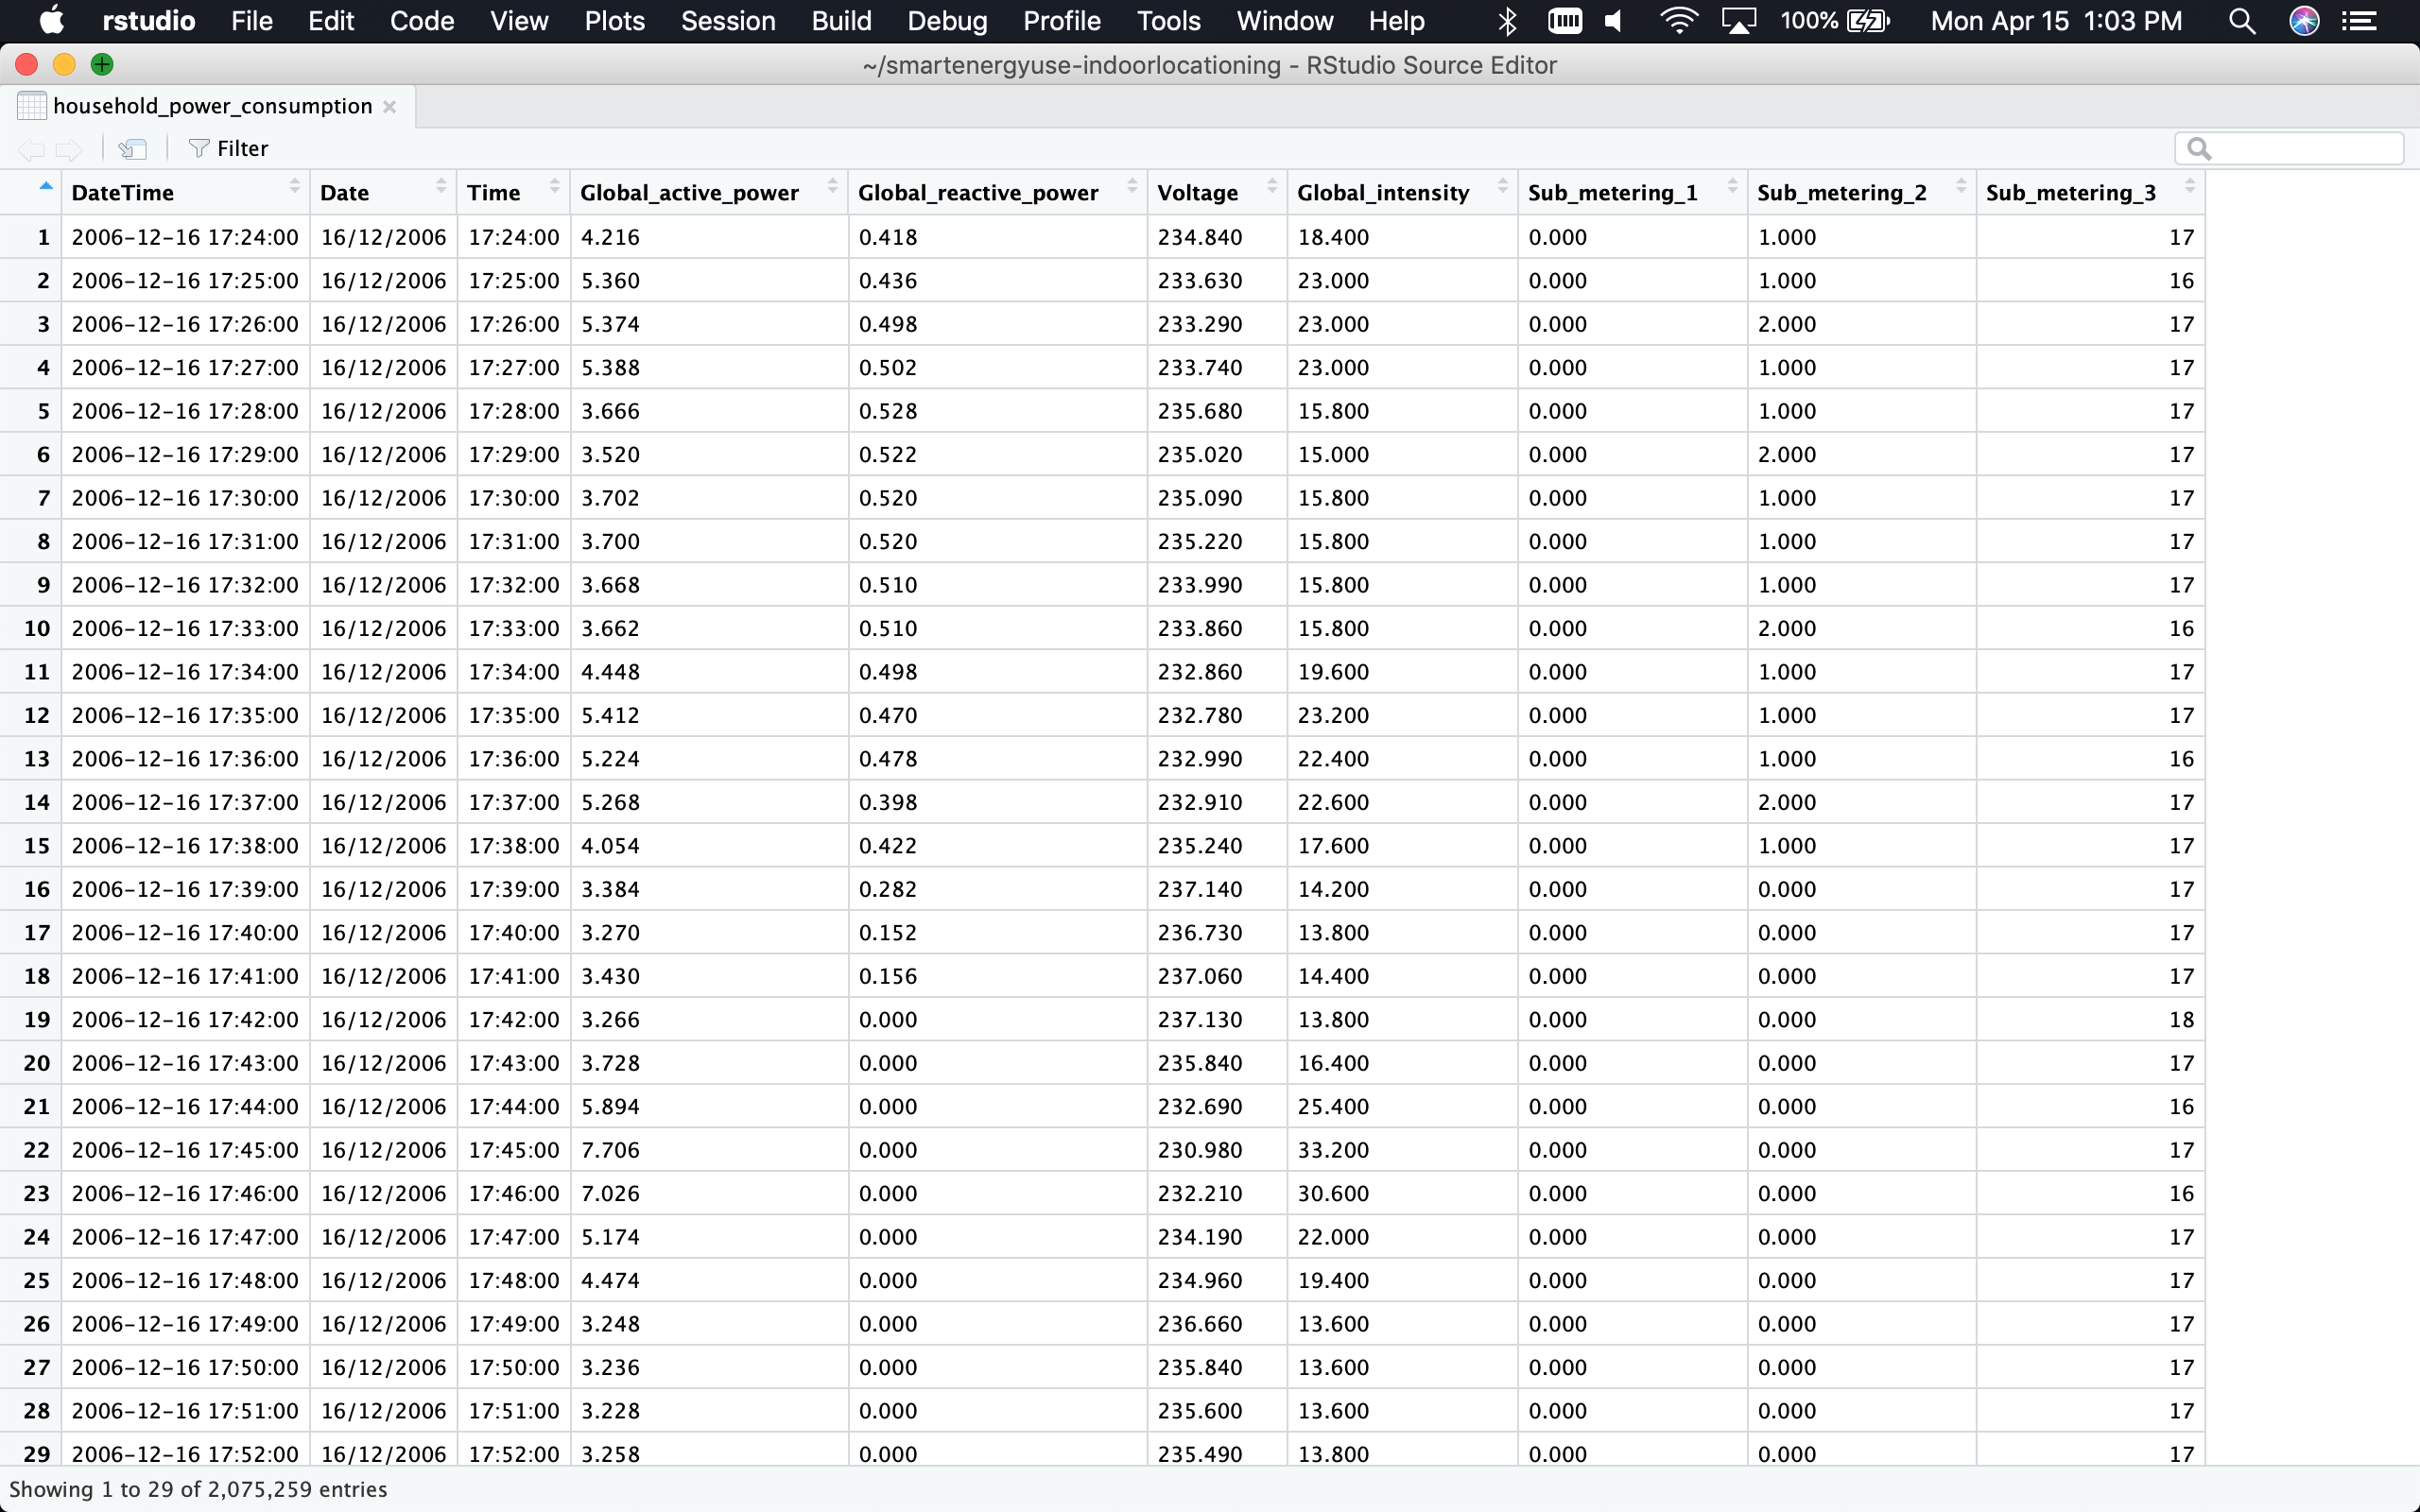 rstudio File Edit Code View Plots Session Build Debug Profile Tools Window Help 100% Mon Apr 15 1:03 PM
~/smartenergyuse-indoorlocationing - RStudio Source Editor
household_power_consumption
Filter
DateTime Date Time Global_active_power Global_reactive_power Voltage Global_intensity Sub_metering_1 Sub_metering_2 Sub_metering_3
1 2006-12-16 17:24:00 16/12/2006 17:24:00 4.216 0.418 234.840 18.400 0.000 1.000 17
2 2006-12-16 17:25:00 16/12/2006 17:25:00 5.360 0.436 233.630 23.000 0.000 1.000 16
3 2006-12-16 17:26:00 16/12/2006 17:26:00 5.374 0.498 233.290 23.000 0.000 2.000 17
4 2006-12-16 17:27:00 16/12/2006 17:27:00 5.388 0.502 233.740 23.000 0.000 1.000 17
5 2006-12-16 17:28:00 16/12/2006 17:28:00 3.666 0.528 235.680 15.800 0.000 1.000 17
6 2006-12-16 17:29:00 16/12/2006 17:29:00 3.520 0.522 235.020 15.000 0.000 2.000 17
7 2006-12-16 17:30:00 16/12/2006 17:30:00 3.702 0.520 235.090 15.800 0.000 1.000 17
8 2006-12-16 17:31:00 16/12/2006 17:31:00 3.700 0.520 235.220 15.800 0.000 1.000 17
9 2006-12-16 17:32:00 16/12/2006 17:32:00 3.668 0.510 233.990 15.800 0.000 1.000 17
10 2006-12-16 17:33:00 16/12/2006 17:33:00 3.662 0.510 233.860 15.800 0.000 2.000 16
11 2006-12-16 17:34:00 16/12/2006 17:34:00 4.448 0.498 232.860 19.600 0.000 1.000 17
12 2006-12-16 17:35:00 16/12/2006 17:35:00 5.412 0.470 232.780 23.200 0.000 1.000 17
13 2006-12-16 17:36:00 16/12/2006 17:36:00 5.224 0.478 232.990 22.400 0.000 1.000 16
14 2006-12-16 17:37:00 16/12/2006 17:37:00 5.268 0.398 232.910 22.600 0.000 2.000 17
15 2006-12-16 17:38:00 16/12/2006 17:38:00 4.054 0.422 235.240 17.600 0.000 1.000 17
16 2006-12-16 17:39:00 16/12/2006 17:39:00 3.384 0.282 237.140 14.200 0.000 0.000 17
17 2006-12-16 17:40:00 16/12/2006 17:40:00 3.270 0.152 236.730 13.800 0.000 0.000 17
18 2006-12-16 17:41:00 16/12/2006 17:41:00 3.430 0.156 237.060 14.400 0.000 0.000 17
19 2006-12-16 17:42:00 16/12/2006 17:42:00 3.266 0.000 237.130 13.800 0.000 0.000 18
20 2006-12-16 17:43:00 16/12/2006 17:43:00 3.728 0.000 235.840 16.400 0.000 0.000 17
21 2006-12-16 17:44:00 16/12/2006 17:44:00 5.894 0.000 232.690 25.400 0.000 0.000 16
22 2006-12-16 17:45:00 16/12/2006 17:45:00 7.706 0.000 230.980 33.200 0.000 0.000 17
23 2006-12-16 17:46:00 16/12/2006 17:46:00 7.026 0.000 232.210 30.600 0.000 0.000 16
24 2006-12-16 17:47:00 16/12/2006 17:47:00 5.174 0.000 234.190 22.000 0.000 0.000 17
25 2006-12-16 17:48:00 16/12/2006 17:48:00 4.474 0.000 234.960 19.400 0.000 0.000 17
26 2006-12-16 17:49:00 16/12/2006 17:49:00 3.248 0.000 236.660 13.600 0.000 0.000 17
27 2006-12-16 17:50:00 16/12/2006 17:50:00 3.236 0.000 235.840 13.600 0.000 0.000 17
28 2006-12-16 17:51:00 16/12/2006 17:51:00 3.228 0.000 235.600 13.600 0.000 0.000 17
29 2006-12-16 17:52:00 16/12/2006 17:52:00 3.258 0.000 235.490 13.800 0.000 0.000 17
Showing 1 to 29 of 2,075,259 entries